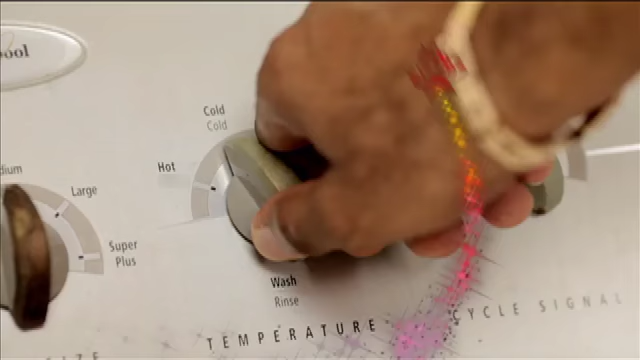 Cold
Cold
Hot
Large
Super
Plus
Wash
Rinse
TEMPERATURE
CYCLE SIGNAL